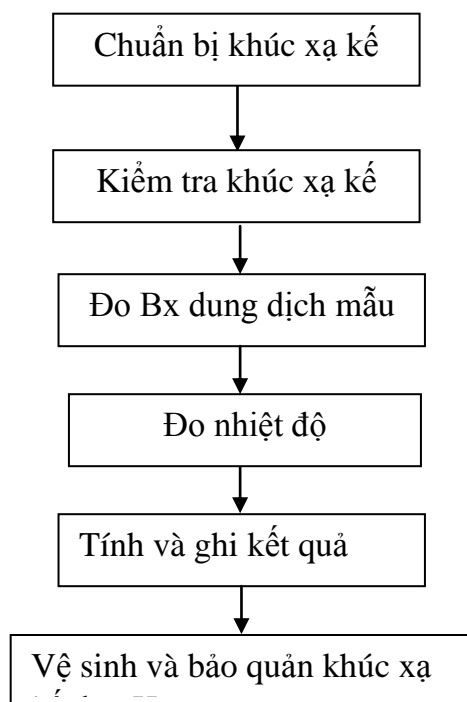 Chuẩn bị khúc xạ kế
Kiểm tra khúc xạ kế
Đo Bx dung dịch mẫu
Đo nhiệt độ
Tính và ghi kết quả
Vệ sinh và bảo quản khúc xạ